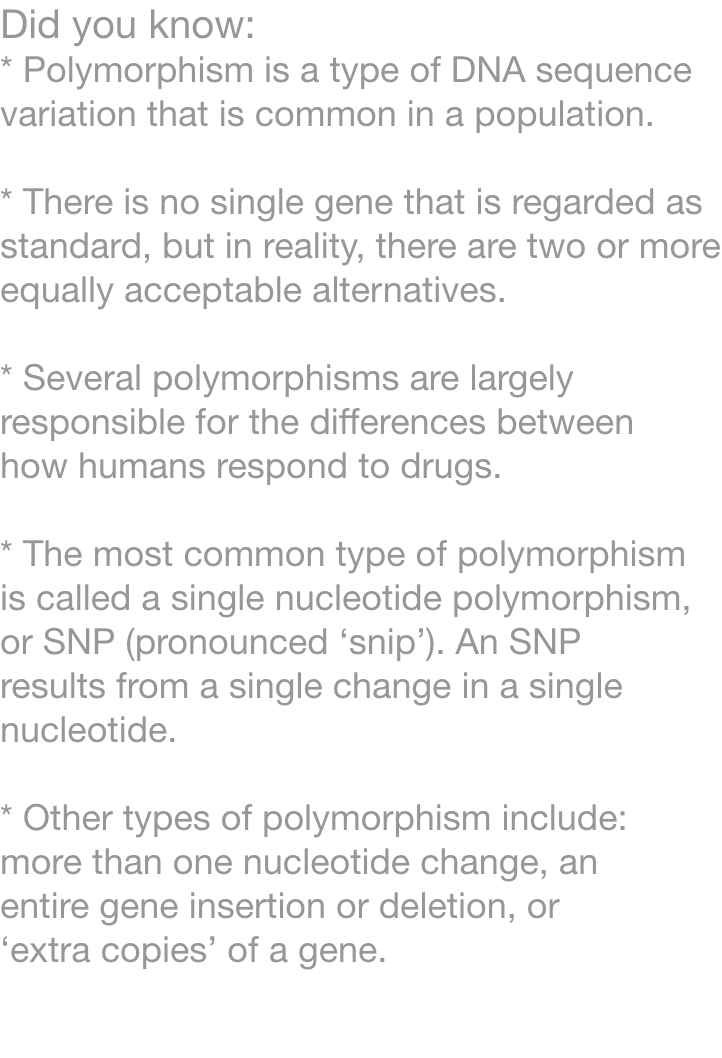 Did you know:
* Polymorphism is a type of DNA sequence
variation that is common in a population.
* There is no single gene that is regarded as
standard, but in reality, there are two or more
equally acceptable alternatives.
* Several polymorphisms are largely
responsible for the differences between
how humans respond to drugs.
* The most common type of polymorphism
is called a single nucleotide polymorphism,
or SNP (pronounced ‘snip’). An SNP
results from a single change in a single
nucleotide.
* Other types of polymorphism include:
more than one nucleotide change, an
entire gene insertion or deletion, or
‘extra copies’ of a gene.